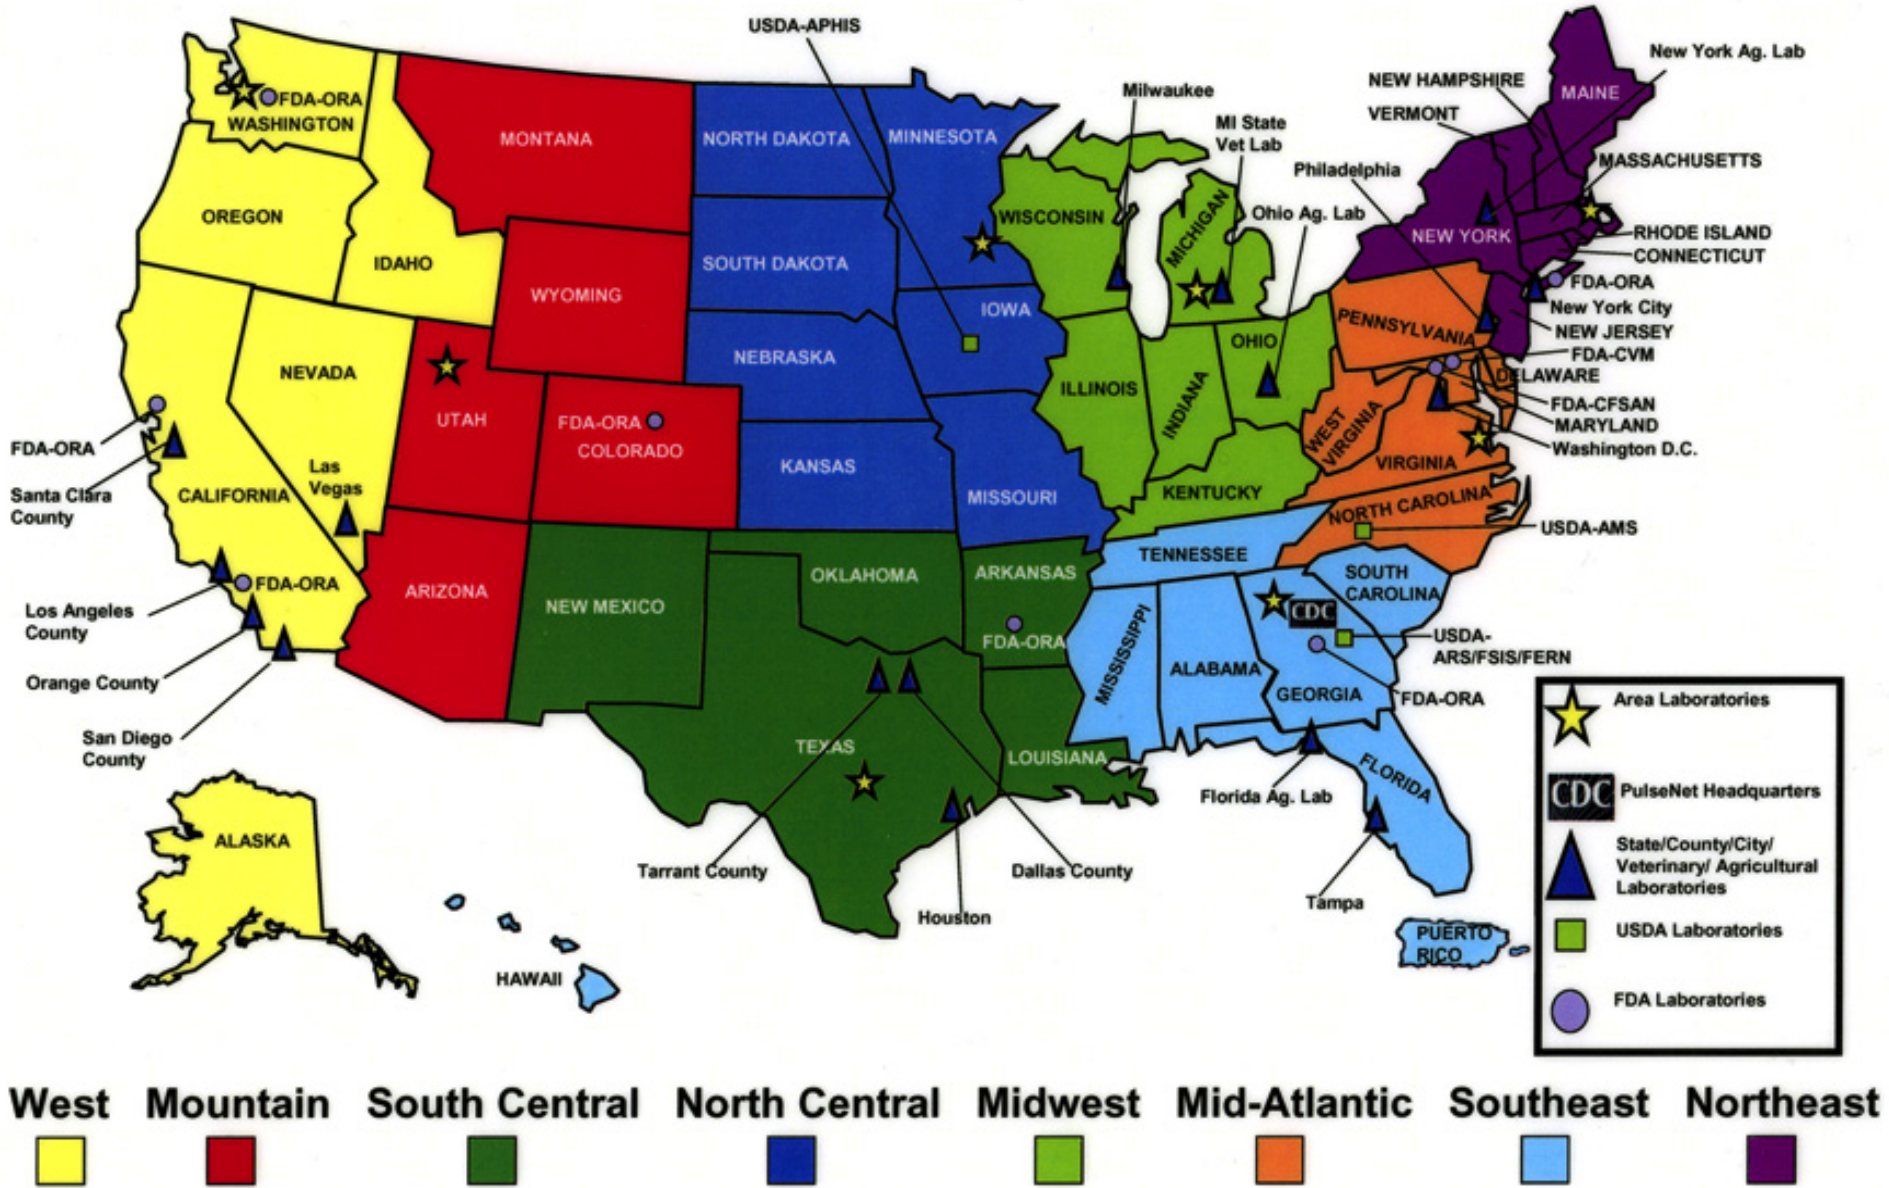 USDA-APHIS
New York Ag. Lab
NEW HAMPSHIRE
MAINE
Milwaukee
FDA-ORA
VERMONT
WASHINGTON
MI State
Vet Lab
MONTANA
NORTH DAKOTA
MINNESOTA
MASSACHUSETTS
Philadelphia
OREGON
WISCONSIN
MICHIGAN
Ohio Ag. Lab
NEW YORK
RHODE ISLAND
CONNECTICUT
IDAHO
SOUTH DAKOTA
FDA-ORA
WYOMING
IOWA
New York City
PENNSYLVANIA
NEW JERSEY
OHIO
FDA-CVM
NEVADA
NEBRASKA
DELAWARE
ILLINOIS
INDIANA
FDA-CFSAN
UTAH
FDA-ORA
COLORADO
WEST
VIRGINIA
MARYLAND
FDA-ORA
Washington D.C.
Las
Vegas
KANSAS
VIRGINIA
Santa Clara
County
CALIFORNIA
MISSOURI
KENTUCKY
NORTH CAROLINA
USDA-AMS
TENNESSEE
FDA-ORA
ARIZONA
NEW MEXICO
OKLAHOMA
ARKANSAS
SOUTH
CAROLINA
Los Angeles
County
FDA-ORA
MISSISSIPPI
CDC
USDA-
ARS/FSIS/FERN
ALABAMA
GEORGIA
Orange County
FDA-ORA
San Diego
County
TEXAS
LOUISIANA
FLORIDA
Florida Ag. Lab
ALASKA
Tarrant County
Dallas County
Houston
Tampa
HAWAII
PUERTO
RICO
Area Laboratories
CDC PulseNet Headquarters
State/County/City/
Veterinary/ Agricultural
Laboratories
USDA Laboratories
FDA Laboratories
West Mountain South Central North Central Midwest Mid-Atlantic Southeast Northeast